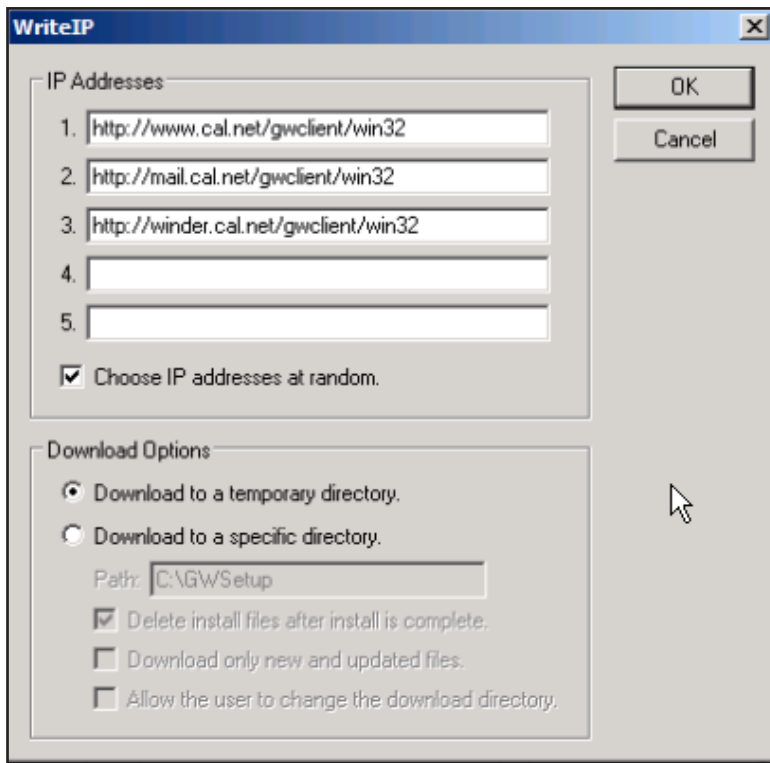 WriteIP
IP Addresses
OK
1. http://www.cal.net/gwclient/win32
Cancel
2. http://mail.cal.net/gwclient/win32
3. http://winder.cal.net/gwclient/win32
4.
5.
Choose IP addresses at random.
Download Options
Download to a temporary directory.
Download to a specific directory.
Path: C:\GWSetup
Delete install files after install is complete.
Download only new and updated files.
Allow the user to change the download directory.